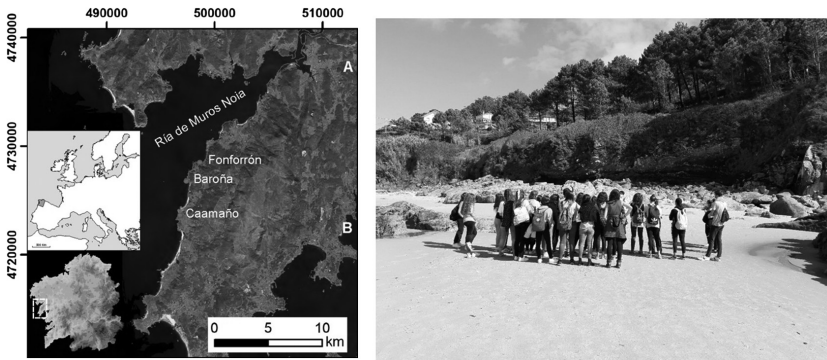 490000 500000 510000
4740000
4730000
4720000
A
Ría de Muros Noia
Fonforrón
Baroña
Caamaño
B
0 5 10
km